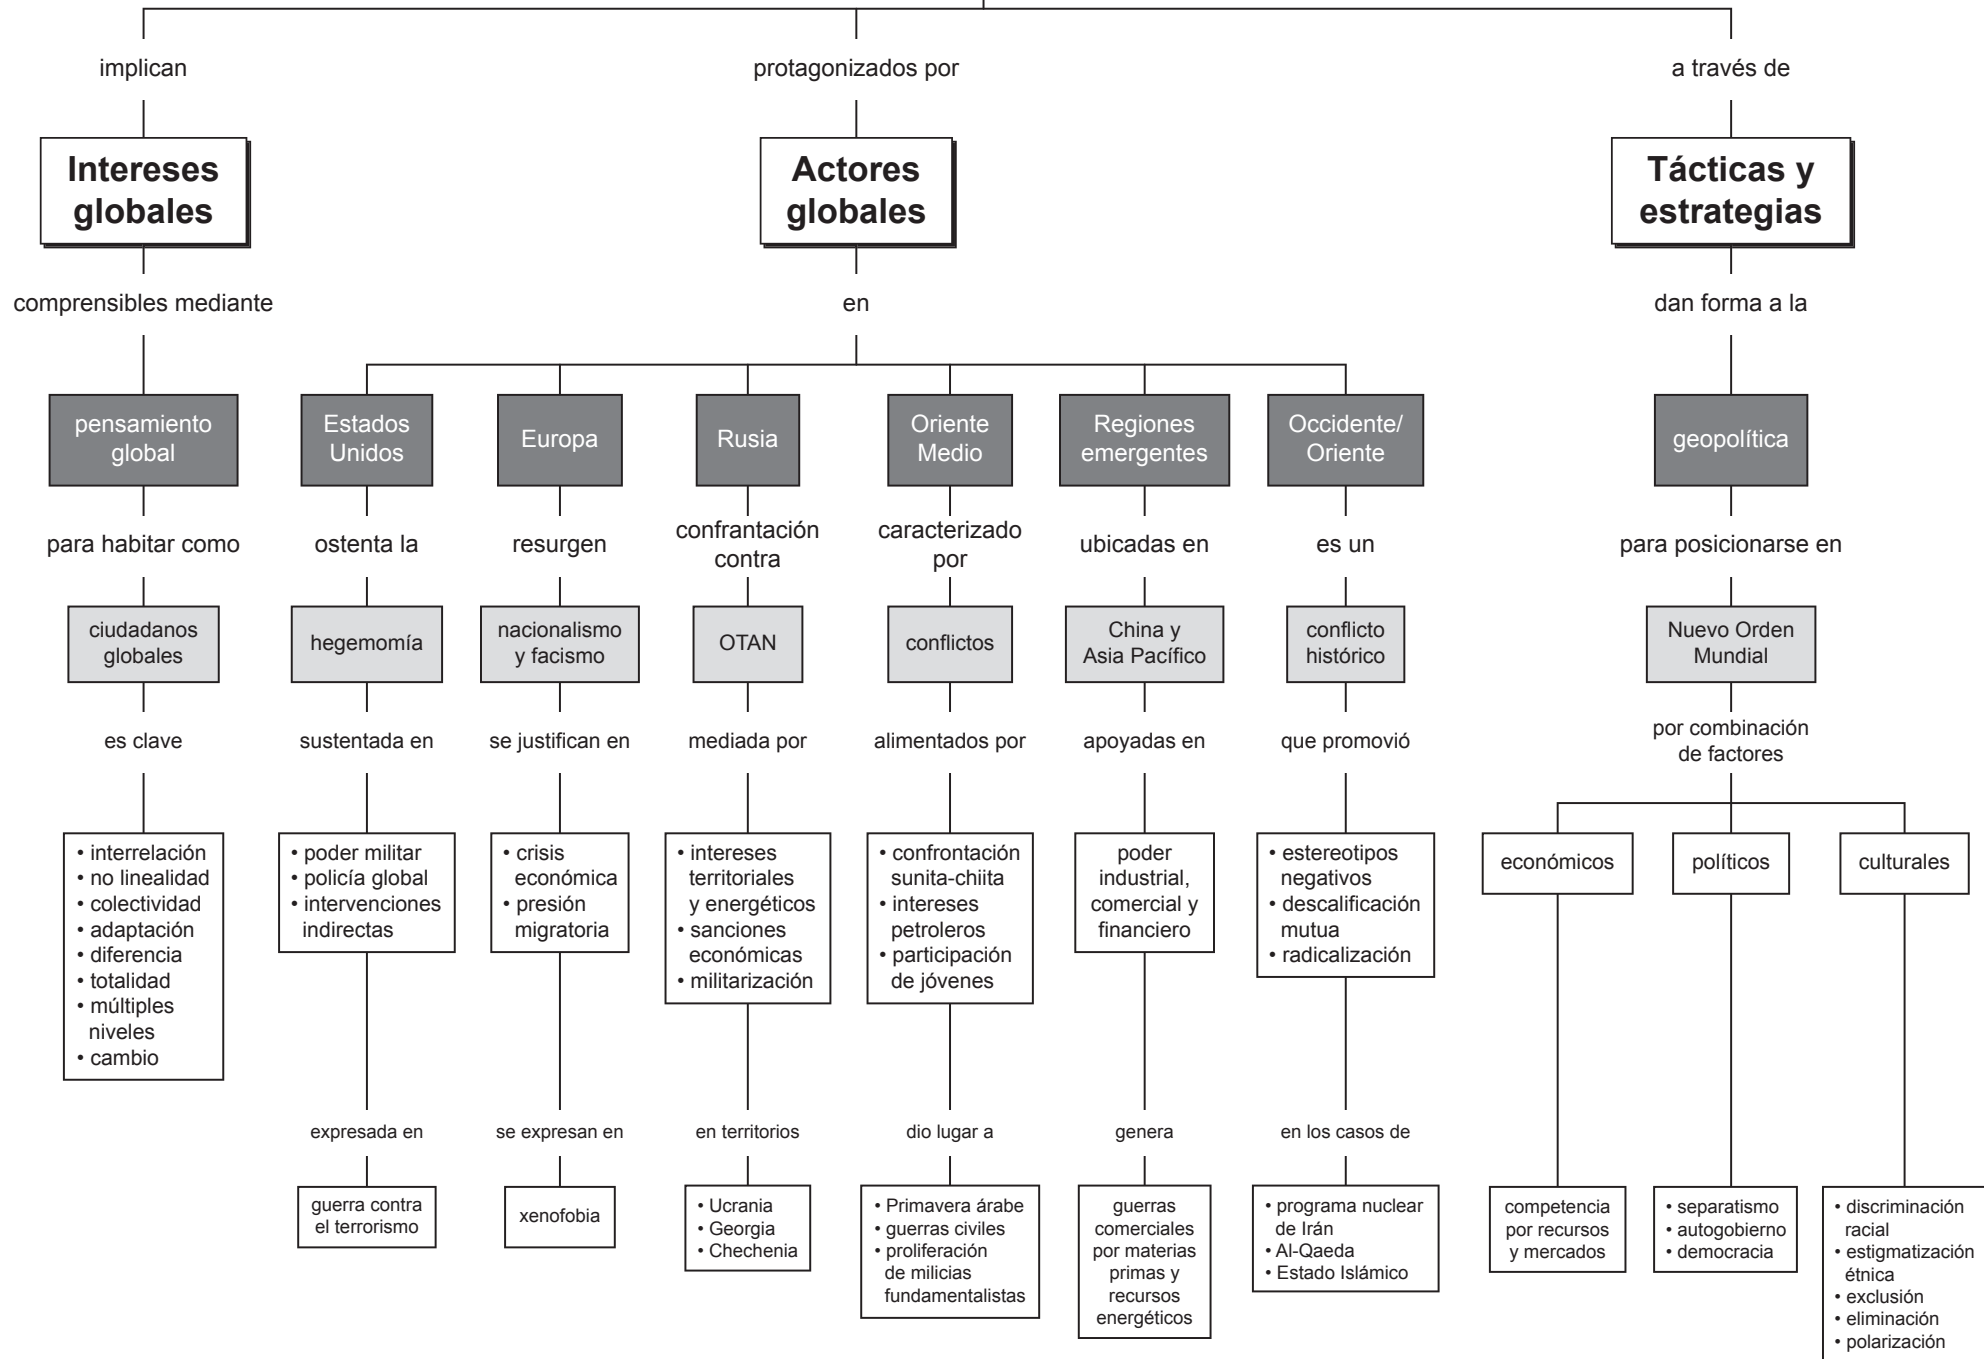 implican
protagonizados por
a través de
Intereses
globales
Actores
globales
Tácticas y
estrategias
comprensibles mediante
en
dan forma a la
pensamiento
global
Estados
Unidos
Europa
Rusia
Oriente
Medio
Regiones
emergentes
Occidente/
Oriente
geopolítica
para habitar como
ostenta la
resurgen
confrantación
contra
caracterizado
por
ubicadas en
es un
para posicionarse en
ciudadanos
globales
hegemomía
nacionalismo
y facismo
OTAN
conflictos
China y
Asia Pacífico
conflicto
histórico
Nuevo Orden
Mundial
es clave
sustentada en
se justifican en
mediada por
alimentados por
apoyadas en
que promovió
por combinación
de factores
• interrelación
• no linealidad
• colectividad
• adaptación
• diferencia
• totalidad
• múltiples
niveles
• cambio
• poder militar
• policía global
• intervenciones
indirectas
• crisis
económica
• presión
migratoria
• intereses
territoriales
y energéticos
• sanciones
económicas
• militarización
• confrontación
sunita-chiita
• intereses
petroleros
• participación
de jóvenes
poder
industrial,
comercial y
financiero
• estereotipos
negativos
• descalificación
mutua
• radicalización
económicos
políticos
culturales
expresada en
se expresan en
en territorios
dio lugar a
genera
en los casos de
guerra contra
el terrorismo
xenofobia
• Ucrania
• Georgia
• Chechenia
• Primavera árabe
• guerras civiles
• proliferación
de milicias
fundamentalistas
guerras
comerciales
por materias
primas y
recursos
energéticos
• programa nuclear
de Irán
• Al-Qaeda
• Estado Islámico
competencia
por recursos
y mercados
• separatismo
• autogobierno
• democracia
• discriminación
racial
• estigmatización
étnica
• exclusión
• eliminación
• polarización